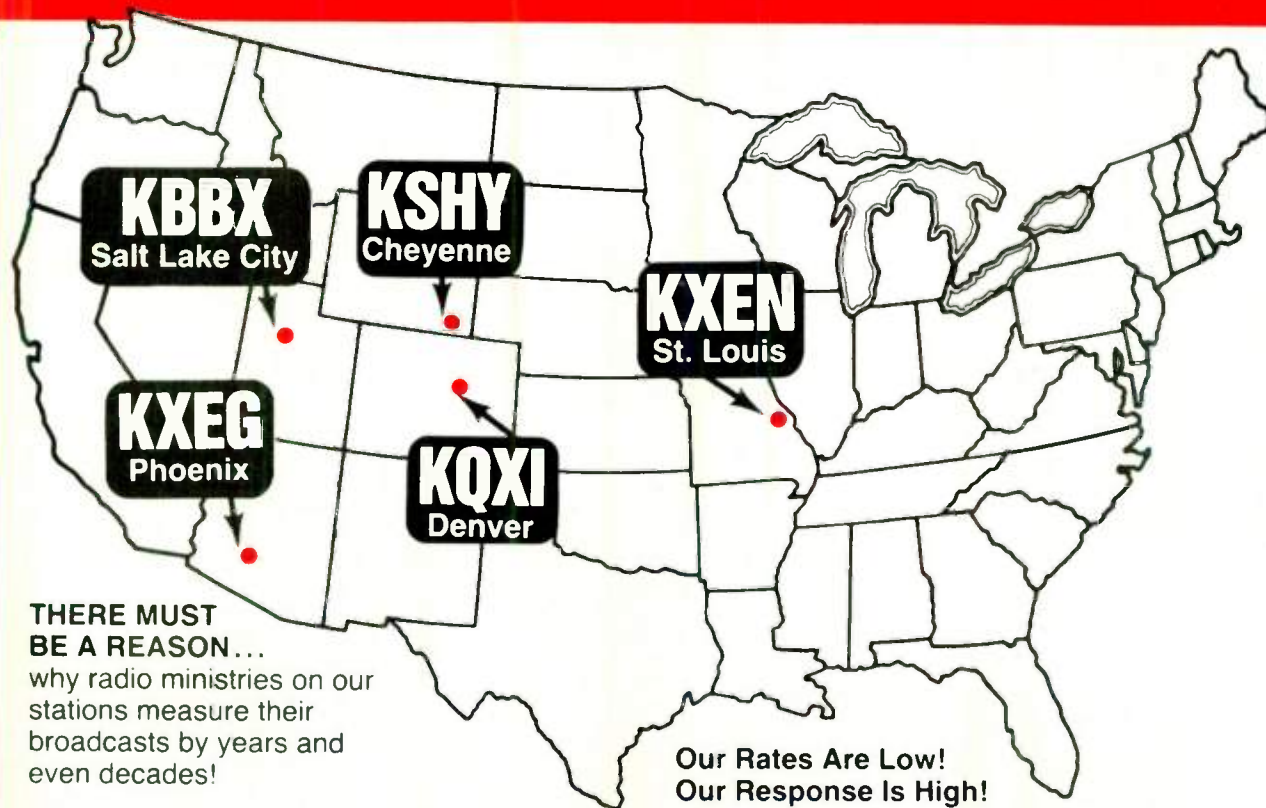 KBBX
Salt Lake City
KSHY
Cheyenne
KXEN
St. Louis
KXEG
Phoenix
KQXI
Denver
THERE MUST
BE A REASON...
why radio ministries on our
stations measure their
broadcasts by years and
even decades!
Our Rates Are Low!
Our Response Is High!